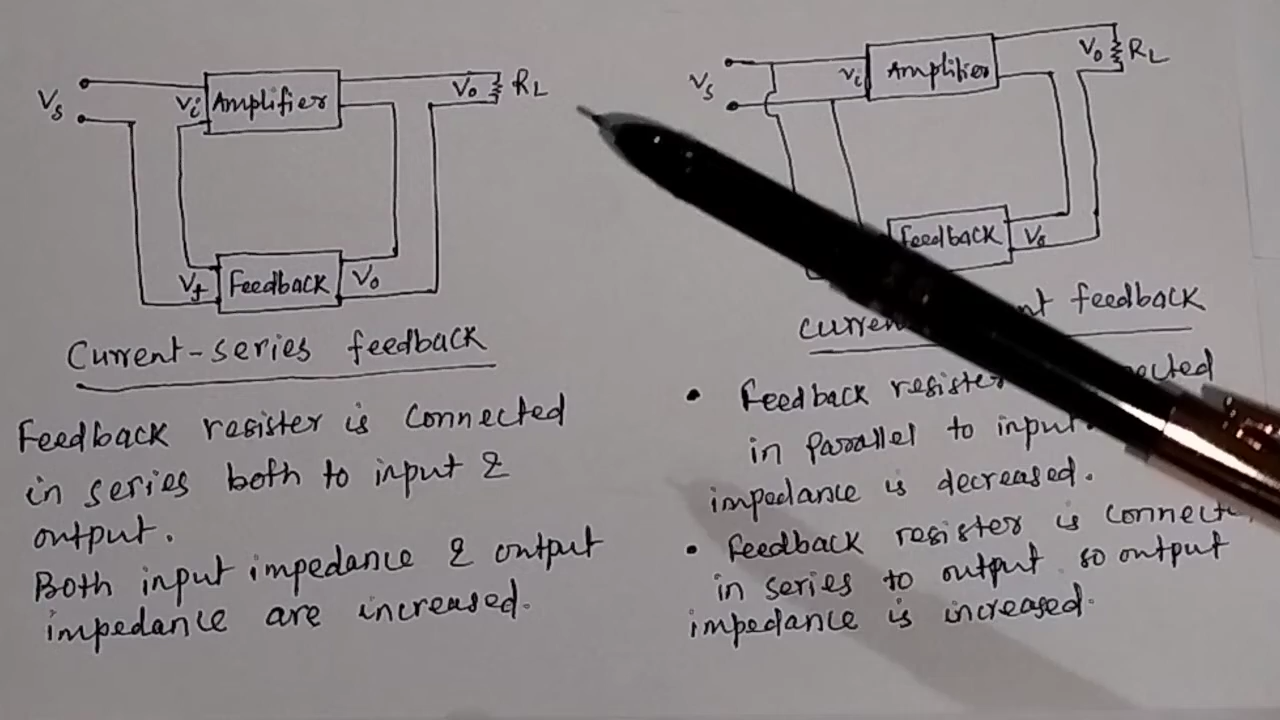 Vs Vi Amplifier Vo RL
Vf Feedback Vo
Current-series feedback
Feedback resister is connected
in series both to input &
output.
Both input impedance & output
impedance are increased.
Vs Vi Amplifier Vo RL
Feedback Vo
feedback
• Feedback
in parallel to input
impedance is decreased.
• Feedback resister is
in series to output so output
impedance is increased.